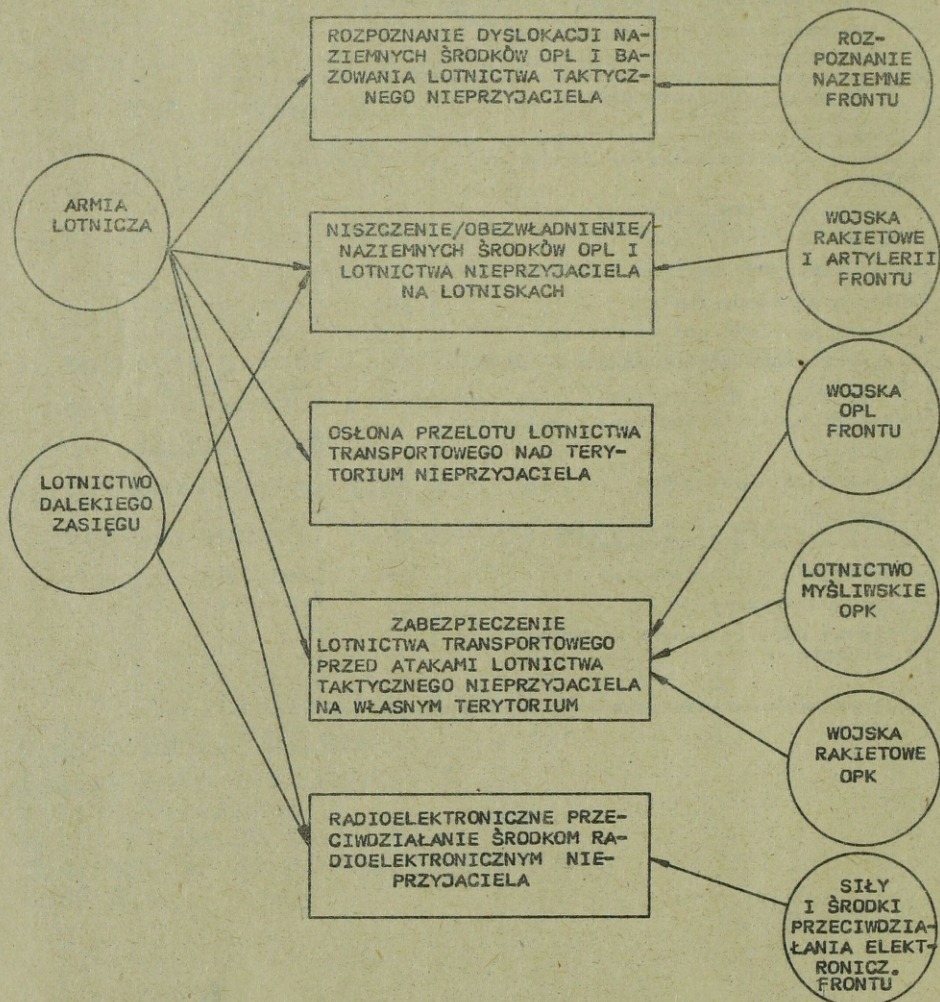 ROZPOZNANIE DYSLOKACJI NA-
ZIEMNYCH ŚRODKÓW OPL I BA-
ZOWANIA LOTNICTWA TAKTYCZ-
NEGO NIEPRZYJACIELA
ROZ-
POZNANIE
NAZIEMNE
FRONTU
ARMIA
LOTNICZA
NISZCZENIE/OBEZWŁADNIENIE/
NAZIEMNYCH ŚRODKÓW OPL I
LOTNICTWA NIEPRZYJACIELA
NA LOTNISKACH
WOJSKA
RAKIETOWE
I ARTYLERII
FRONTU
WOJSKA
OPL
FRONTU
OSŁONA PRZELOTU LOTNICTWA
TRANSPORTOWEGO NAD TERY-
TORIUM NIEPRZYJACIELA
LOTNICTWO
DALEKIEGO
ZASIĘGU
LOTNICTWO
MYŚLIWSKIE
OPK
ZABEZPIECZENIE
LOTNICTWA TRANSPORTOWEGO
PRZED ATAKAMI LOTNICTWA
TAKTYCZNEGO NIEPRZYJACIELA
NA WŁASNYM TERYTORIUM
WOJSKA
RAKIETOWE
OPK
RADIOELEKTRONICZNE PRZE-
CIWDZIAŁANIE ŚRODKOM RA-
DIOELEKTRONICZNYM NIE-
PRZYJACIELA
SIŁY
I ŚRODKI
PRZECIWDZIA-
ŁANIA ELEKT-
RONICZ.
FRONTU